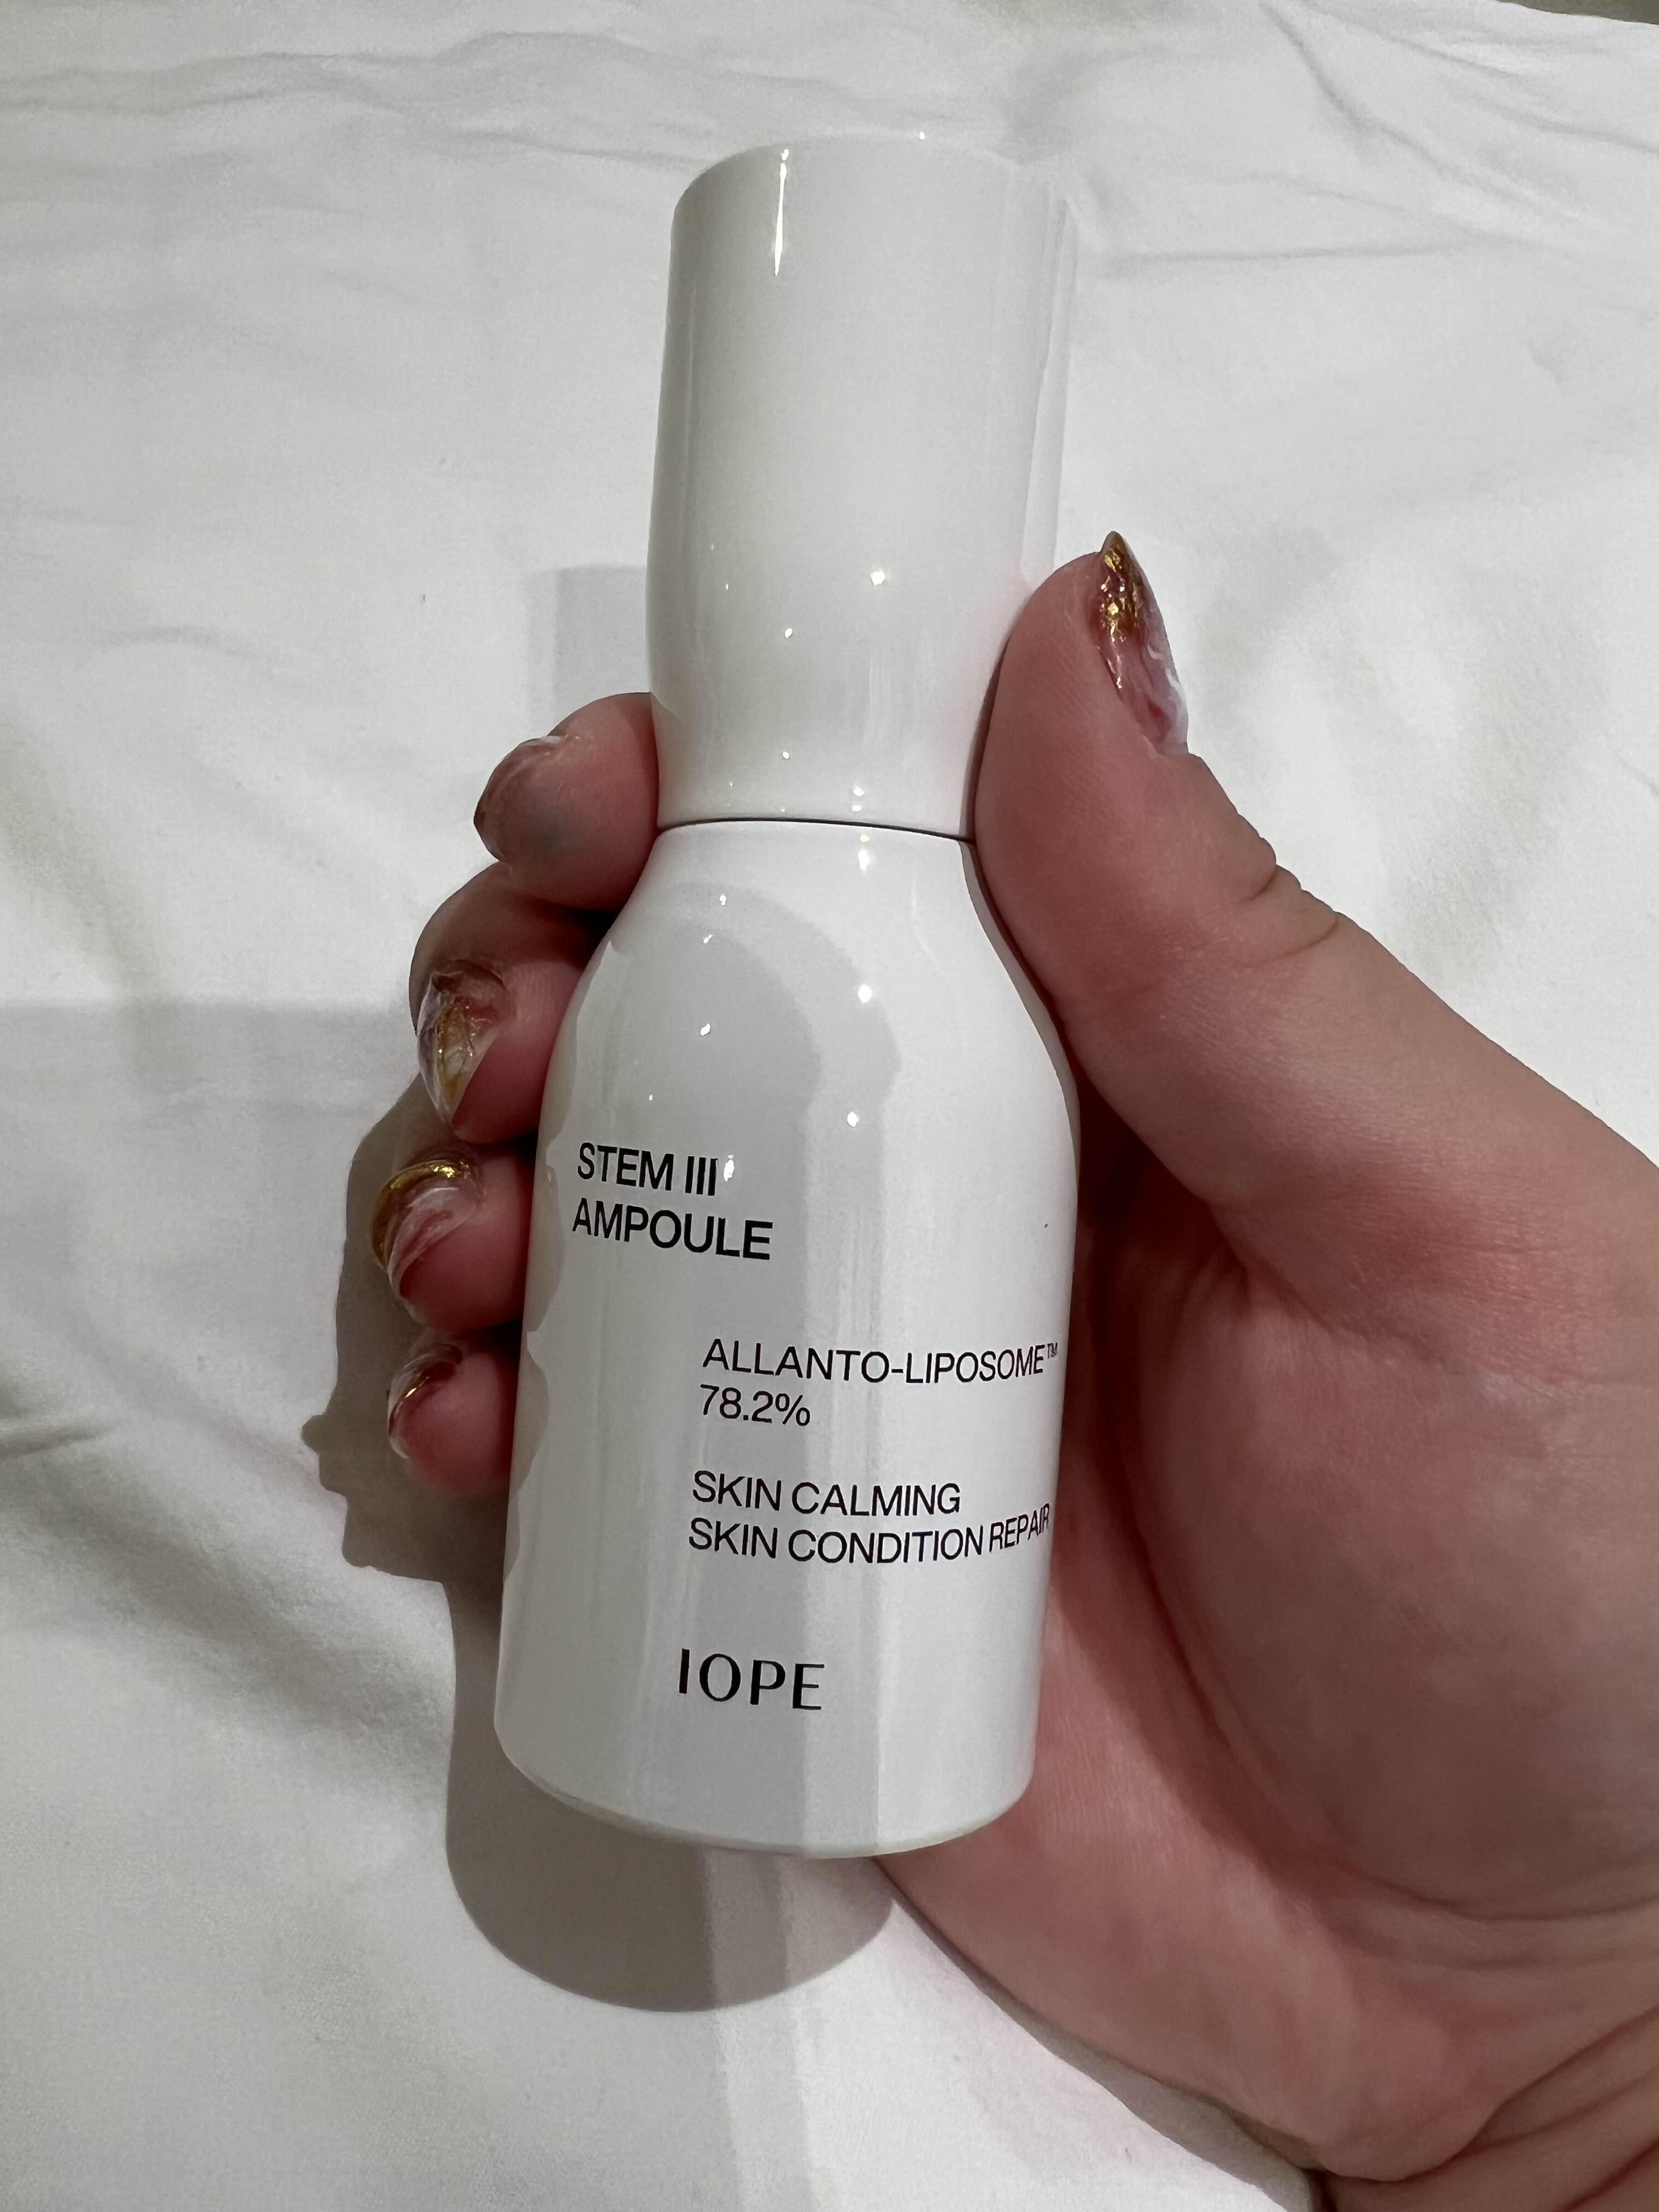 STEM III
AMPOULE
ALLANTO-LIPOSOME™
78.2%
SKIN CALMING
SKIN CONDITION REPAIR
IOPE